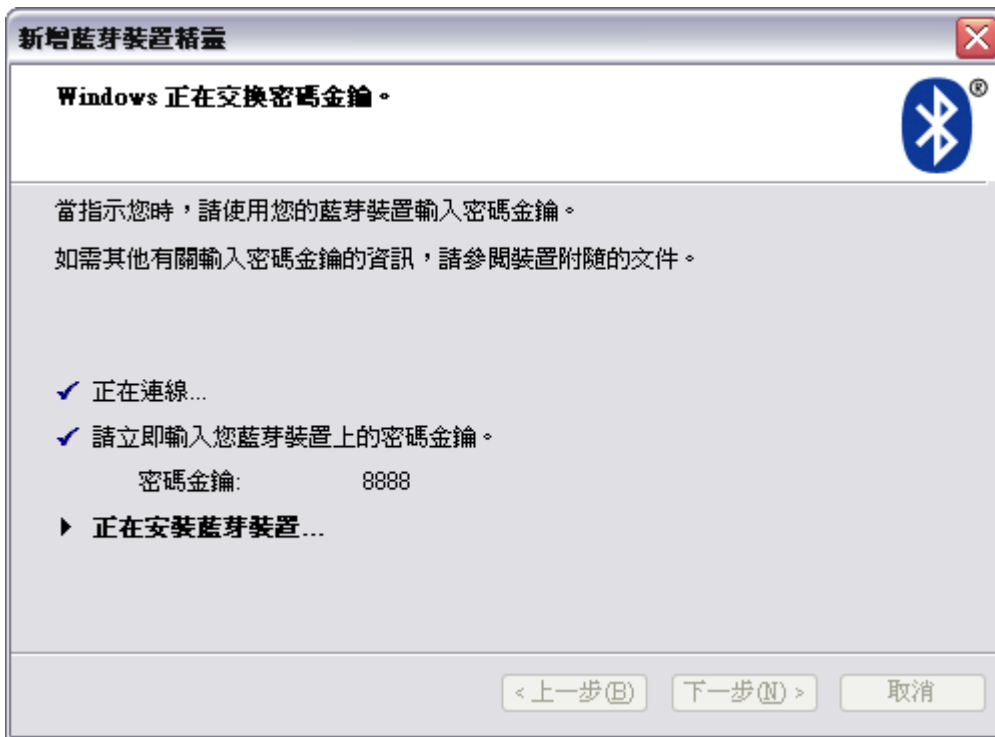 新增藍芽裝置精靈
Windows 正在交換密碼金鑰。
®
當指示您時，請使用您的藍芽裝置輸入密碼金鑰。
如需其他有關輸入密碼金鑰的資訊，請參閱裝置附隨的文件。
正在連線...
請立即輸入您藍芽裝置上的密碼金鑰。
密碼金鑰: 8888
正在安裝藍芽裝置...
< 上一步(B) 下一步(N) > 取消